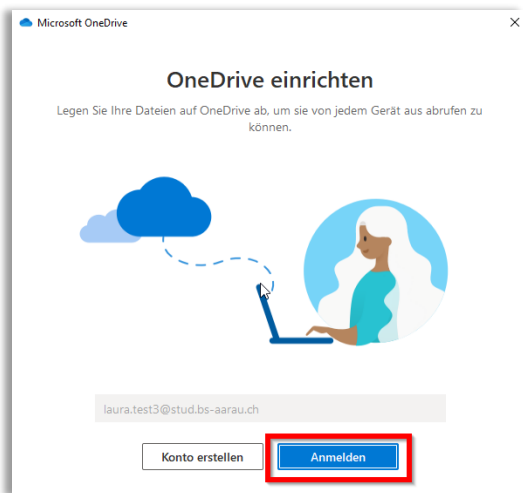 Microsoft OneDrive
OneDrive einrichten
Legen Sie Ihre Dateien auf OneDrive ab, um sie von jedem Gerät aus abrufen zu
können.
laura.test3@stud.bs-aarau.ch
Konto erstellen
Anmelden